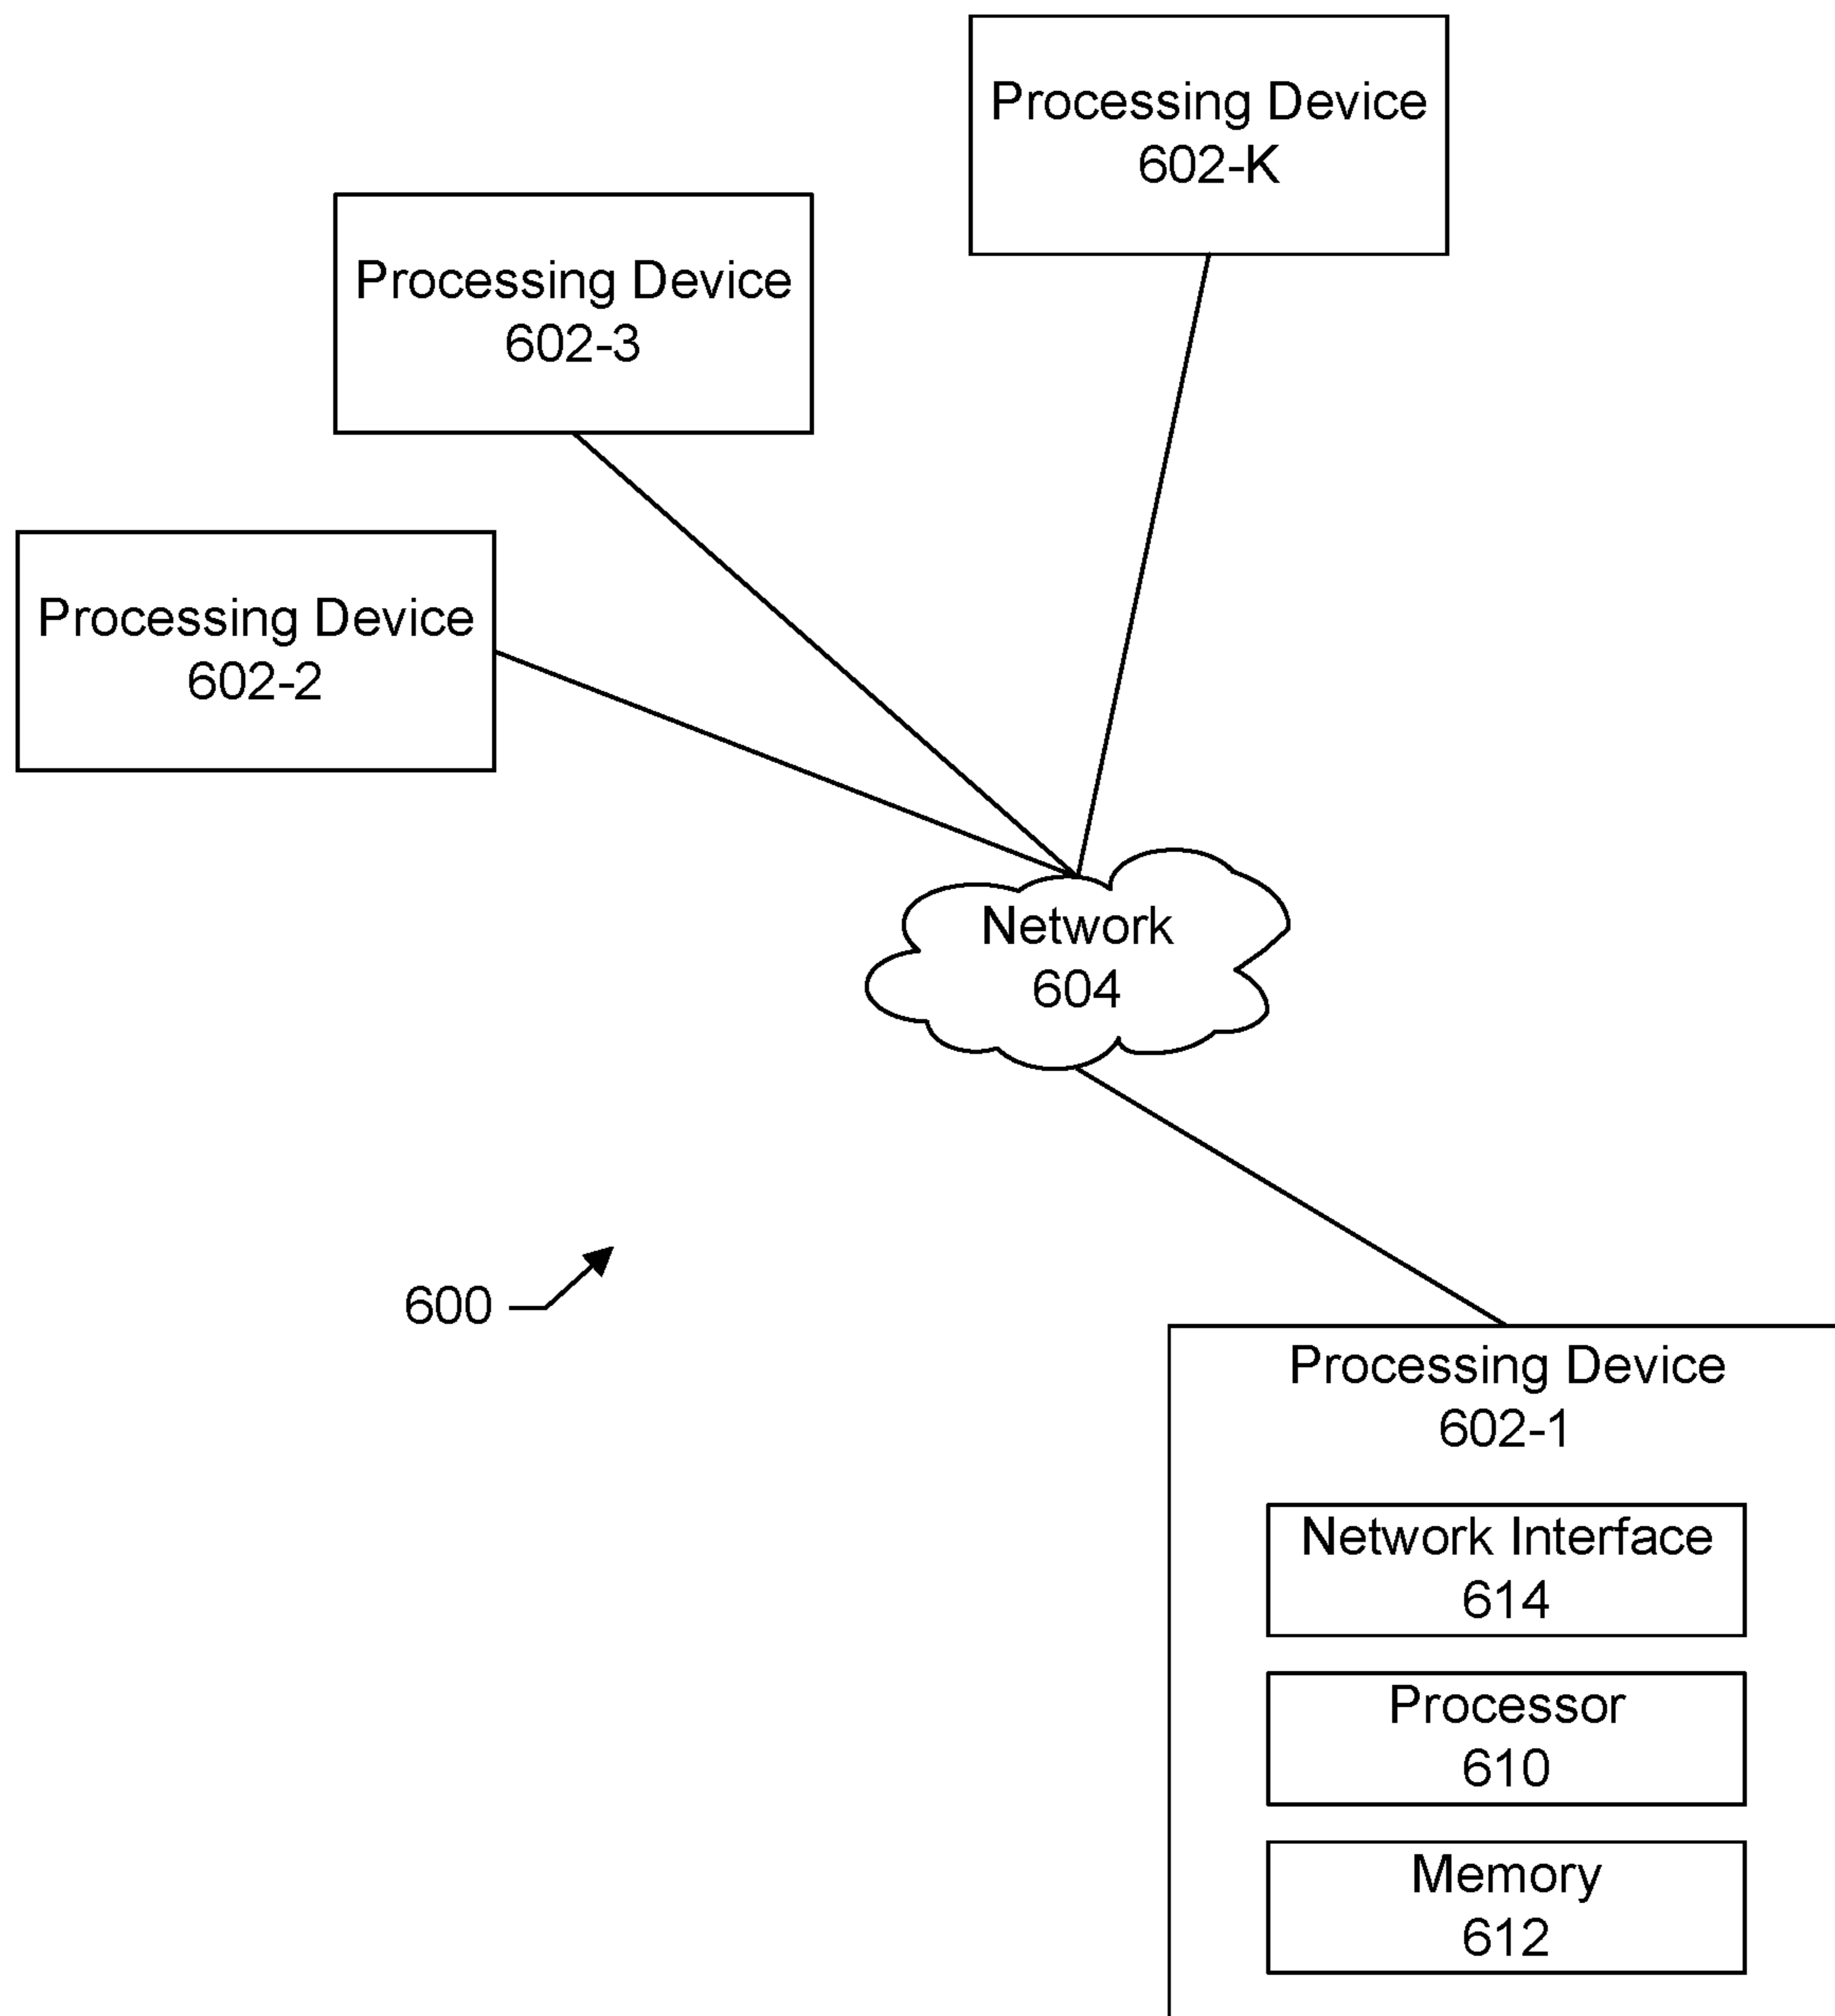 Processing Device
602-K
Processing Device
602-3
Processing Device
602-2
Network
604
600
Processing Device
602-1
Network Interface
614
Processor
610
Memory
612